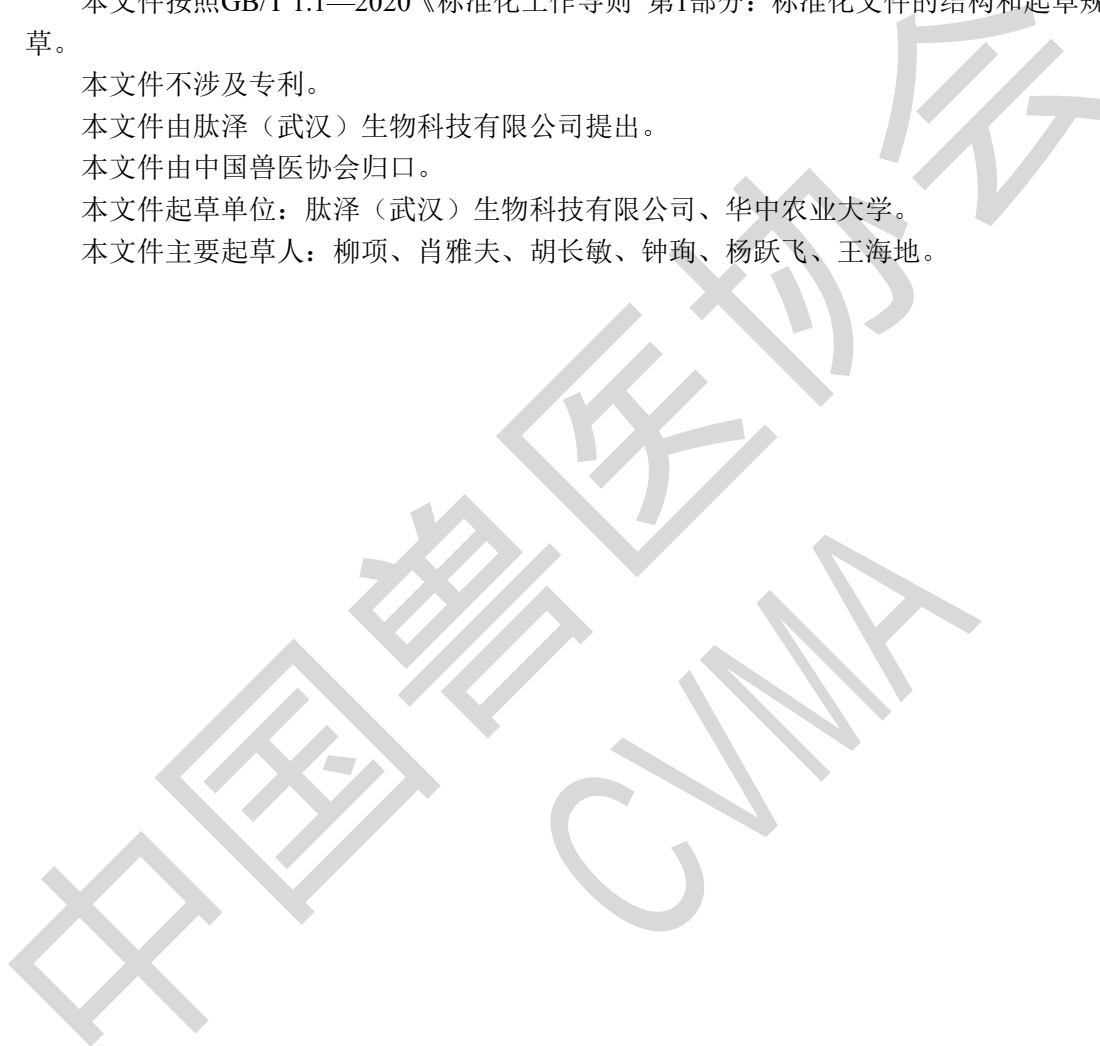 本文件按照GB/T 1.1—2020《标准化工作导则 第1部分：标准化文件的结构和起草规
草。
本文件不涉及专利。
本文件由肽泽（武汉）生物科技有限公司提出。
本文件由中国兽医协会归口。
本文件起草单位：肽泽（武汉）生物科技有限公司、华中农业大学。
本文件主要起草人：柳项、肖雅夫、胡长敏、钟珣、杨跃飞、王海地。
中国兽医协会
CVMA